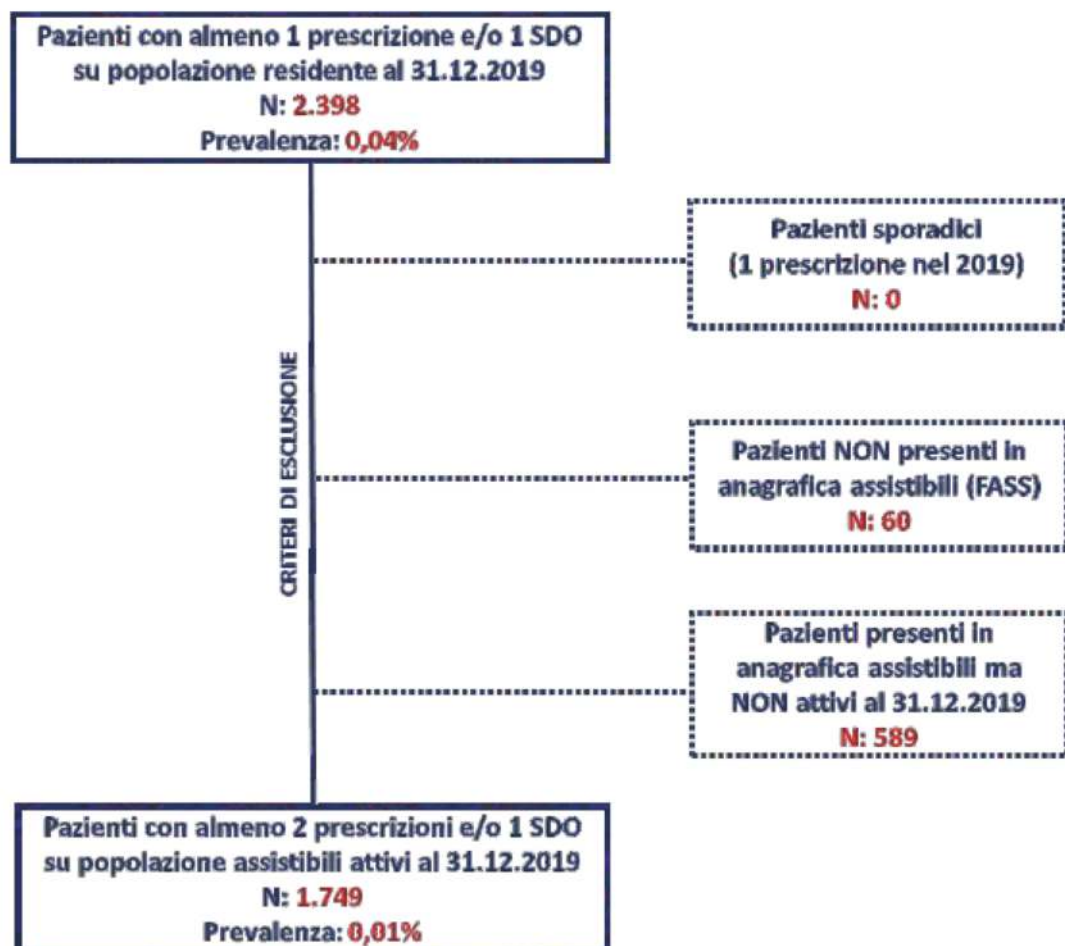 Pazienti con almeno 1 prescrizione e/o 1 SDO
su popolazione residente al 31.12.2019
N: 2.398
Prevalenza: 0,04%
Pazienti sporadici
(1 prescrizione nel 2019)
N: 0
CRITERI DI ESCLUSIONE
Pazienti NON presenti in
anagrafica assistibili (FASS)
N: 60
Pazienti presenti in
anagrafica assistibili ma
NON attivi al 31.12.2019
N: 589
Pazienti con almeno 2 prescrizioni e/o 1 SDO
su popolazione assistibili attivi al 31.12.2019
N: 1.749
Prevalenza: 0,01%